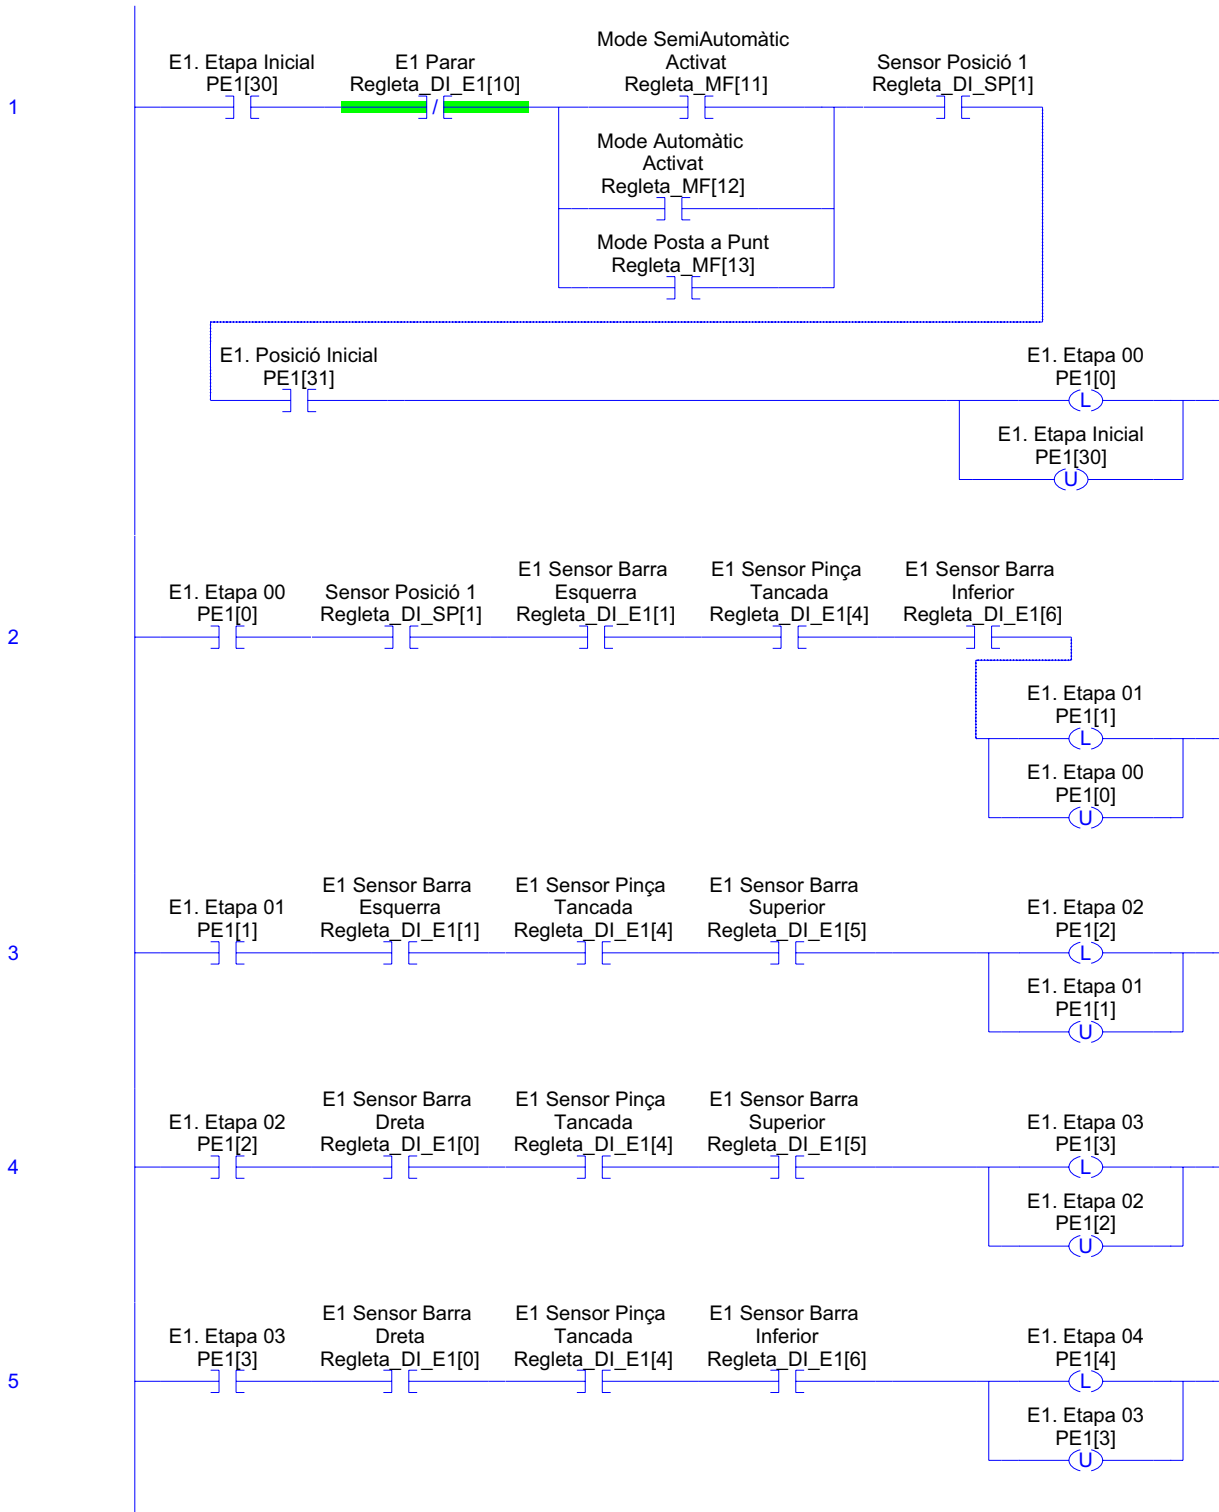 E1. Etapa Inicial
PE1[30]
E1 Parar
Regleta_DI_E1[10]
Mode SemiAutomàtic
Activat
Regleta_MF[11]
Sensor Posició 1
Regleta_DI_SP[1]
1
/
Mode Automàtic
Activat
Regleta_MF[12]
Mode Posta a Punt
Regleta_MF[13]
E1. Posició Inicial
PE1[31]
E1. Etapa 00
PE1[0]
L
E1. Etapa Inicial
PE1[30]
U
E1. Etapa 00
PE1[0]
Sensor Posició 1
Regleta_DI_SP[1]
E1 Sensor Barra
Esquerra
Regleta_DI_E1[1]
E1 Sensor Pinça
Tancada
Regleta_DI_E1[4]
E1 Sensor Barra
Inferior
Regleta_DI_E1[6]
2
E1. Etapa 01
PE1[1]
L
E1. Etapa 00
PE1[0]
U
E1. Etapa 01
PE1[1]
E1 Sensor Barra
Esquerra
Regleta_DI_E1[1]
E1 Sensor Pinça
Tancada
Regleta_DI_E1[4]
E1 Sensor Barra
Superior
Regleta_DI_E1[5]
E1. Etapa 02
PE1[2]
3
L
E1. Etapa 01
PE1[1]
U
E1. Etapa 02
PE1[2]
E1 Sensor Barra
Dreta
Regleta_DI_E1[0]
E1 Sensor Pinça
Tancada
Regleta_DI_E1[4]
E1 Sensor Barra
Superior
Regleta_DI_E1[5]
E1. Etapa 03
PE1[3]
4
L
E1. Etapa 02
PE1[2]
U
E1. Etapa 03
PE1[3]
E1 Sensor Barra
Dreta
Regleta_DI_E1[0]
E1 Sensor Pinça
Tancada
Regleta_DI_E1[4]
E1 Sensor Barra
Inferior
Regleta_DI_E1[6]
E1. Etapa 04
PE1[4]
5
L
E1. Etapa 03
PE1[3]
U